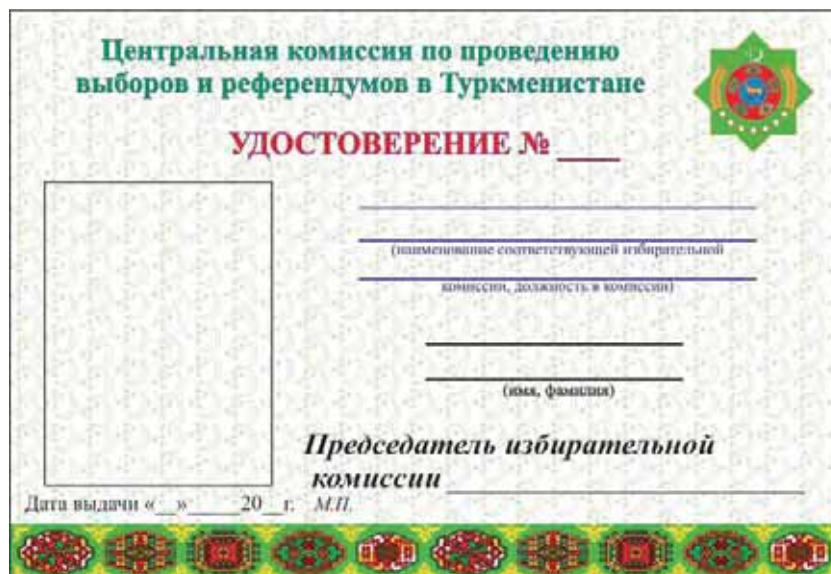 Центральная комиссия по проведению
выборов и референдумов в Туркменистане
УДОСТОВЕРЕНИЕ № ____
(наименование соответствующей избирательной
комиссии, должность в комиссии)
(имя, фамилия)
Председатель избирательной
комиссии
Дата выдачи «__»_____20__г. М.П.